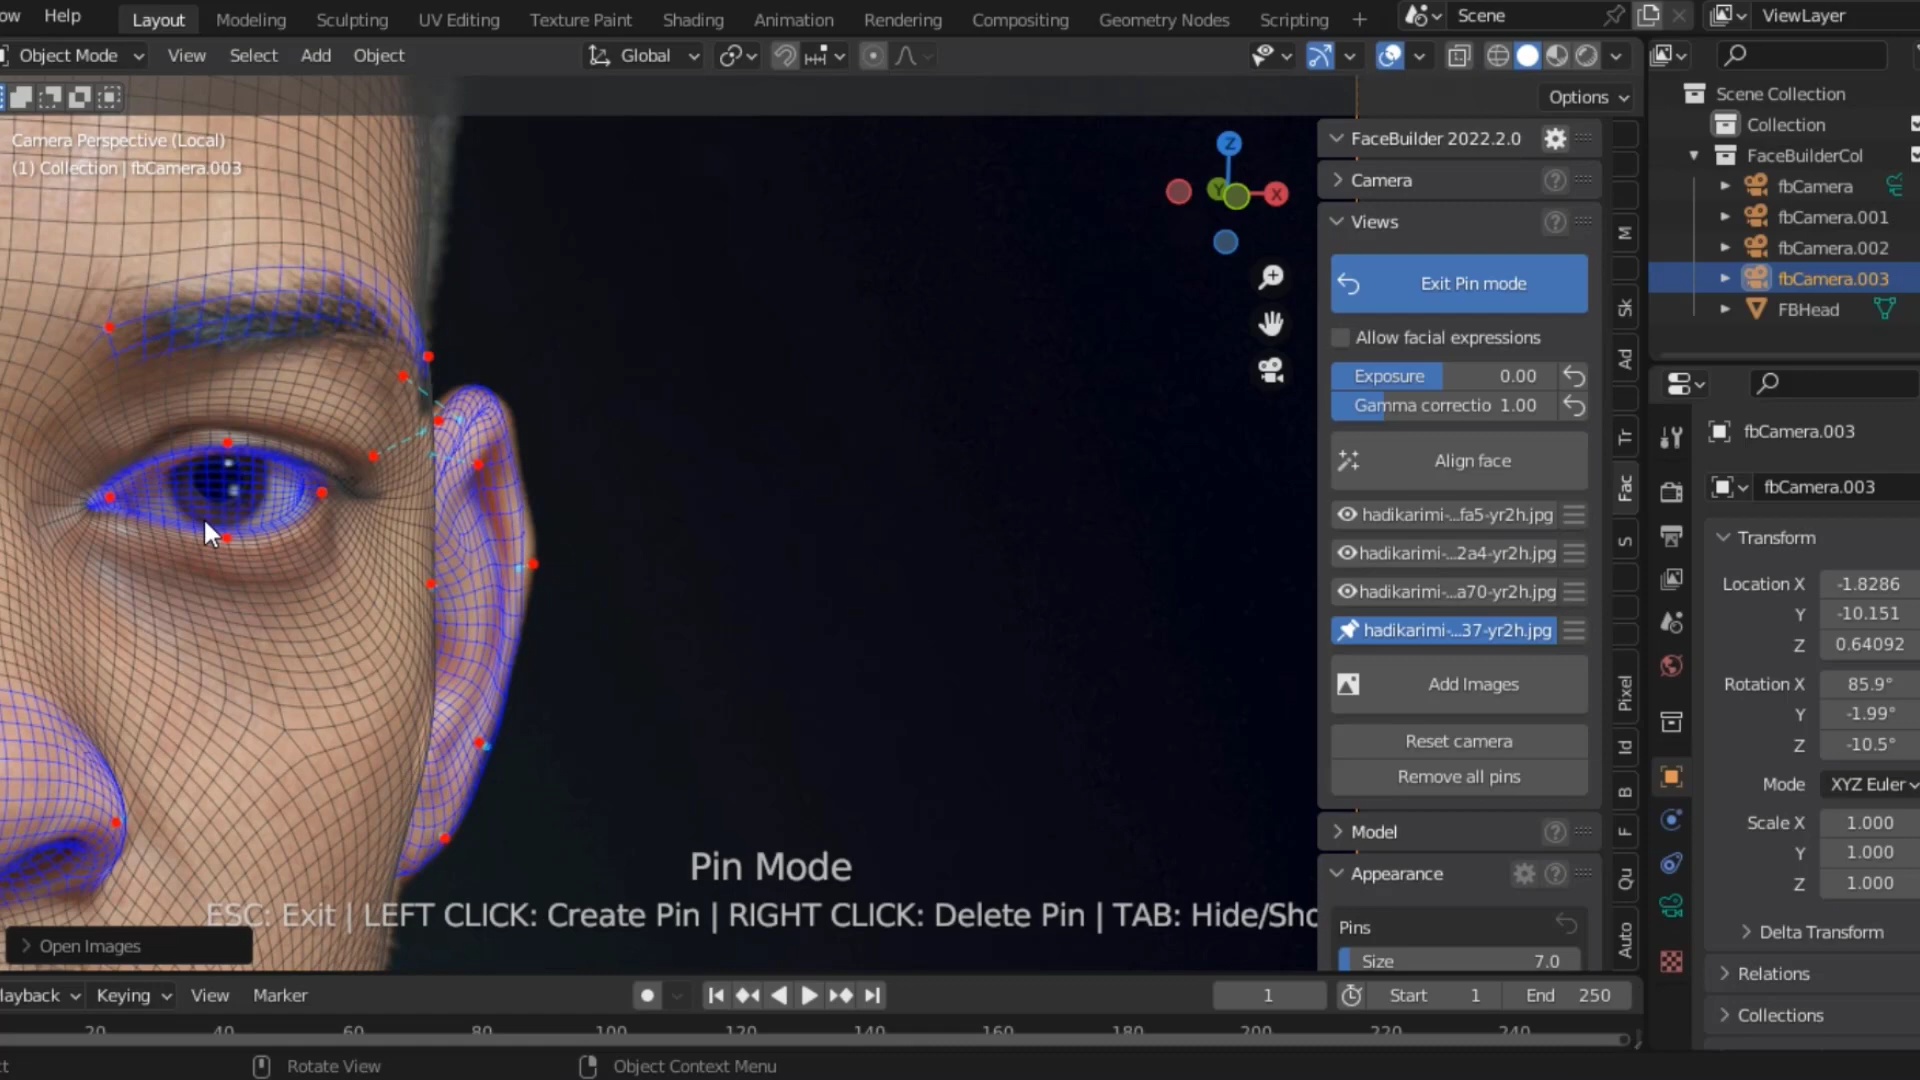 ow Help Layout Modeling Sculpting UV Editing Texture Paint Shading Animation Rendering Compositing Geometry Nodes Scripting + Scene ViewLayer
Object Mode View Select Add Object Global
Options
Camera Perspective (Local)
(1) Collection | fbCamera.003
Z
Y
X
FaceBuilder 2022.2.0
Camera
Views
Exit Pin mode
Allow facial expressions
Exposure 0.00
Gamma correctio 1.00
Align face
hadikarimi-...fa5-yr2h.jpg
hadikarimi-...2a4-yr2h.jpg
hadikarimi-...a70-yr2h.jpg
hadikarimi-...37-yr2h.jpg
Add Images
Reset camera
Remove all pins
Model
Appearance
Pins
Size 7.0
M
Sk
Ad
Tr
Fac
S
Pixel
Id
B
F
Qu
Auto
Scene Collection
Collection
FaceBuilderCol
fbCamera
fbCamera.001
fbCamera.002
fbCamera.003
FBHead
fbCamera.003
fbCamera.003
Transform
Location X -1.8286
Y -10.151
Z 0.64092
Rotation X 85.9°
Y -1.99°
Z -10.5°
Mode XYZ Euler
Scale X 1.000
Y 1.000
Z 1.000
Delta Transform
Relations
Collections
Pin Mode
ESC: Exit | LEFT CLICK: Create Pin | RIGHT CLICK: Delete Pin | TAB: Hide/Sho
Open Images
layback Keying View Marker 1 Start 1 End 250
20 40 60 80 100 120 140 160 180 200 220 240
ct Rotate View Object Context Menu